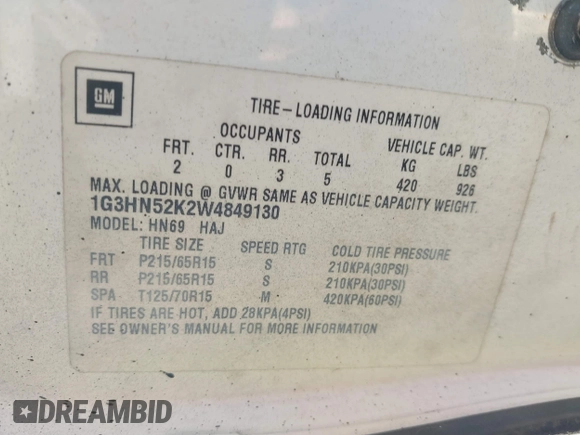 GM
TIRE-LOADING INFORMATION
OCCUPANTS VEHICLE CAP. WT.
FRT. CTR. RR. TOTAL KG LBS
2 0 3 5 420 926
MAX. LOADING @ GVWR SAME AS VEHICLE CAPACITY WEIGHT.
1G3HN52K2W4849130
MODEL: HN69 HAJ
TIRE SIZE SPEED RTG COLD TIRE PRESSURE
FRT P215/65R15 S 210KPA(30PSI)
RR P215/65R15 S 210KPA(30PSI)
SPA T125/70R15 M 420KPA(60PSI)
IF TIRES ARE HOT, ADD 28KPA(4PSI)
SEE OWNER'S MANUAL FOR MORE INFORMATION
DREAMBID